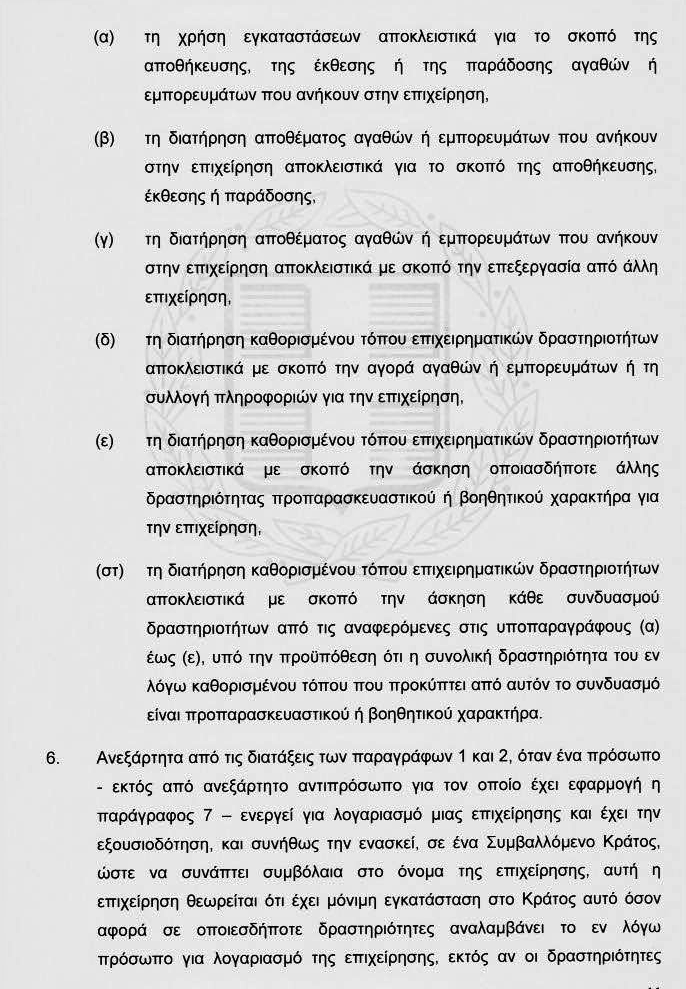 (α) τη χρήση εγκαταστάσεων αποκλειστικά για το σκοπό της
αποθήκευσης, της έκθεσης ή της παράδοσης αγαθών ή
εμπορευμάτων που ανήκουν στην επιχείρηση,
(β) τη διατήρηση αποθέματος αγαθών ή εμπορευμάτων που ανήκουν
στην επιχείρηση αποκλειστικά για το σκοπό της αποθήκευσης,
έκθεσης ή παράδοσης,
(γ) τη διατήρηση αποθέματος αγαθών ή εμπορευμάτων που ανήκουν
στην επιχείρηση αποκλειστικά με σκοπό την επεξεργασία από άλλη
επιχείρηση,
(δ) τη διατήρηση καθορισμένου τόπου επιχειρηματικών δραστηριοτήτων
αποκλειστικά με σκοπό την αγορά αγαθών ή εμπορευμάτων ή τη
συλλογή πληροφοριών για την επιχείρηση,
(ε) τη διατήρηση καθορισμένου τόπου επιχειρηματικών δραστηριοτήτων
αποκλειστικά με σκοπό την άσκηση οποιασδήποτε άλλης
δραστηριότητας προπαρασκευαστικού ή βοηθητικού χαρακτήρα για
την επιχείρηση,
(στ) τη διατήρηση καθορισμένου τόπου επιχειρηματικών δραστηριοτήτων
αποκλειστικά με σκοπό την άσκηση κάθε συνδυασμού
δραστηριοτήτων από τις αναφερόμενες στις υποπαραγράφους (α)
έως (ε), υπό την προϋπόθεση ότι η συνολική δραστηριότητα του εν
λόγω καθορισμένου τόπου που προκύπτει από αυτόν το συνδυασμό
είναι προπαρασκευαστικού ή βοηθητικού χαρακτήρα.
6. Ανεξάρτητα από τις διατάξεις των παραγράφων 1 και 2, όταν ένα πρόσωπο
- εκτός από ανεξάρτητο αντιπρόσωπο για τον οποίο έχει εφαρμογή η
παράγραφος 7 – ενεργεί για λογαριασμό μιας επιχείρησης και έχει την
εξουσιοδότηση, και συνήθως την ενασκεί, σε ένα Συμβαλλόμενο Κράτος,
ώστε να συνάπτει συμβόλαια στο όνομα της επιχείρησης, αυτή η
επιχείρηση θεωρείται ότι έχει μόνιμη εγκατάσταση στο Κράτος αυτό όσον
αφορά σε οποιεσδήποτε δραστηριότητες αναλαμβάνει το εν λόγω
πρόσωπο για λογαριασμό της επιχείρησης, εκτός αν οι δραστηριότητες